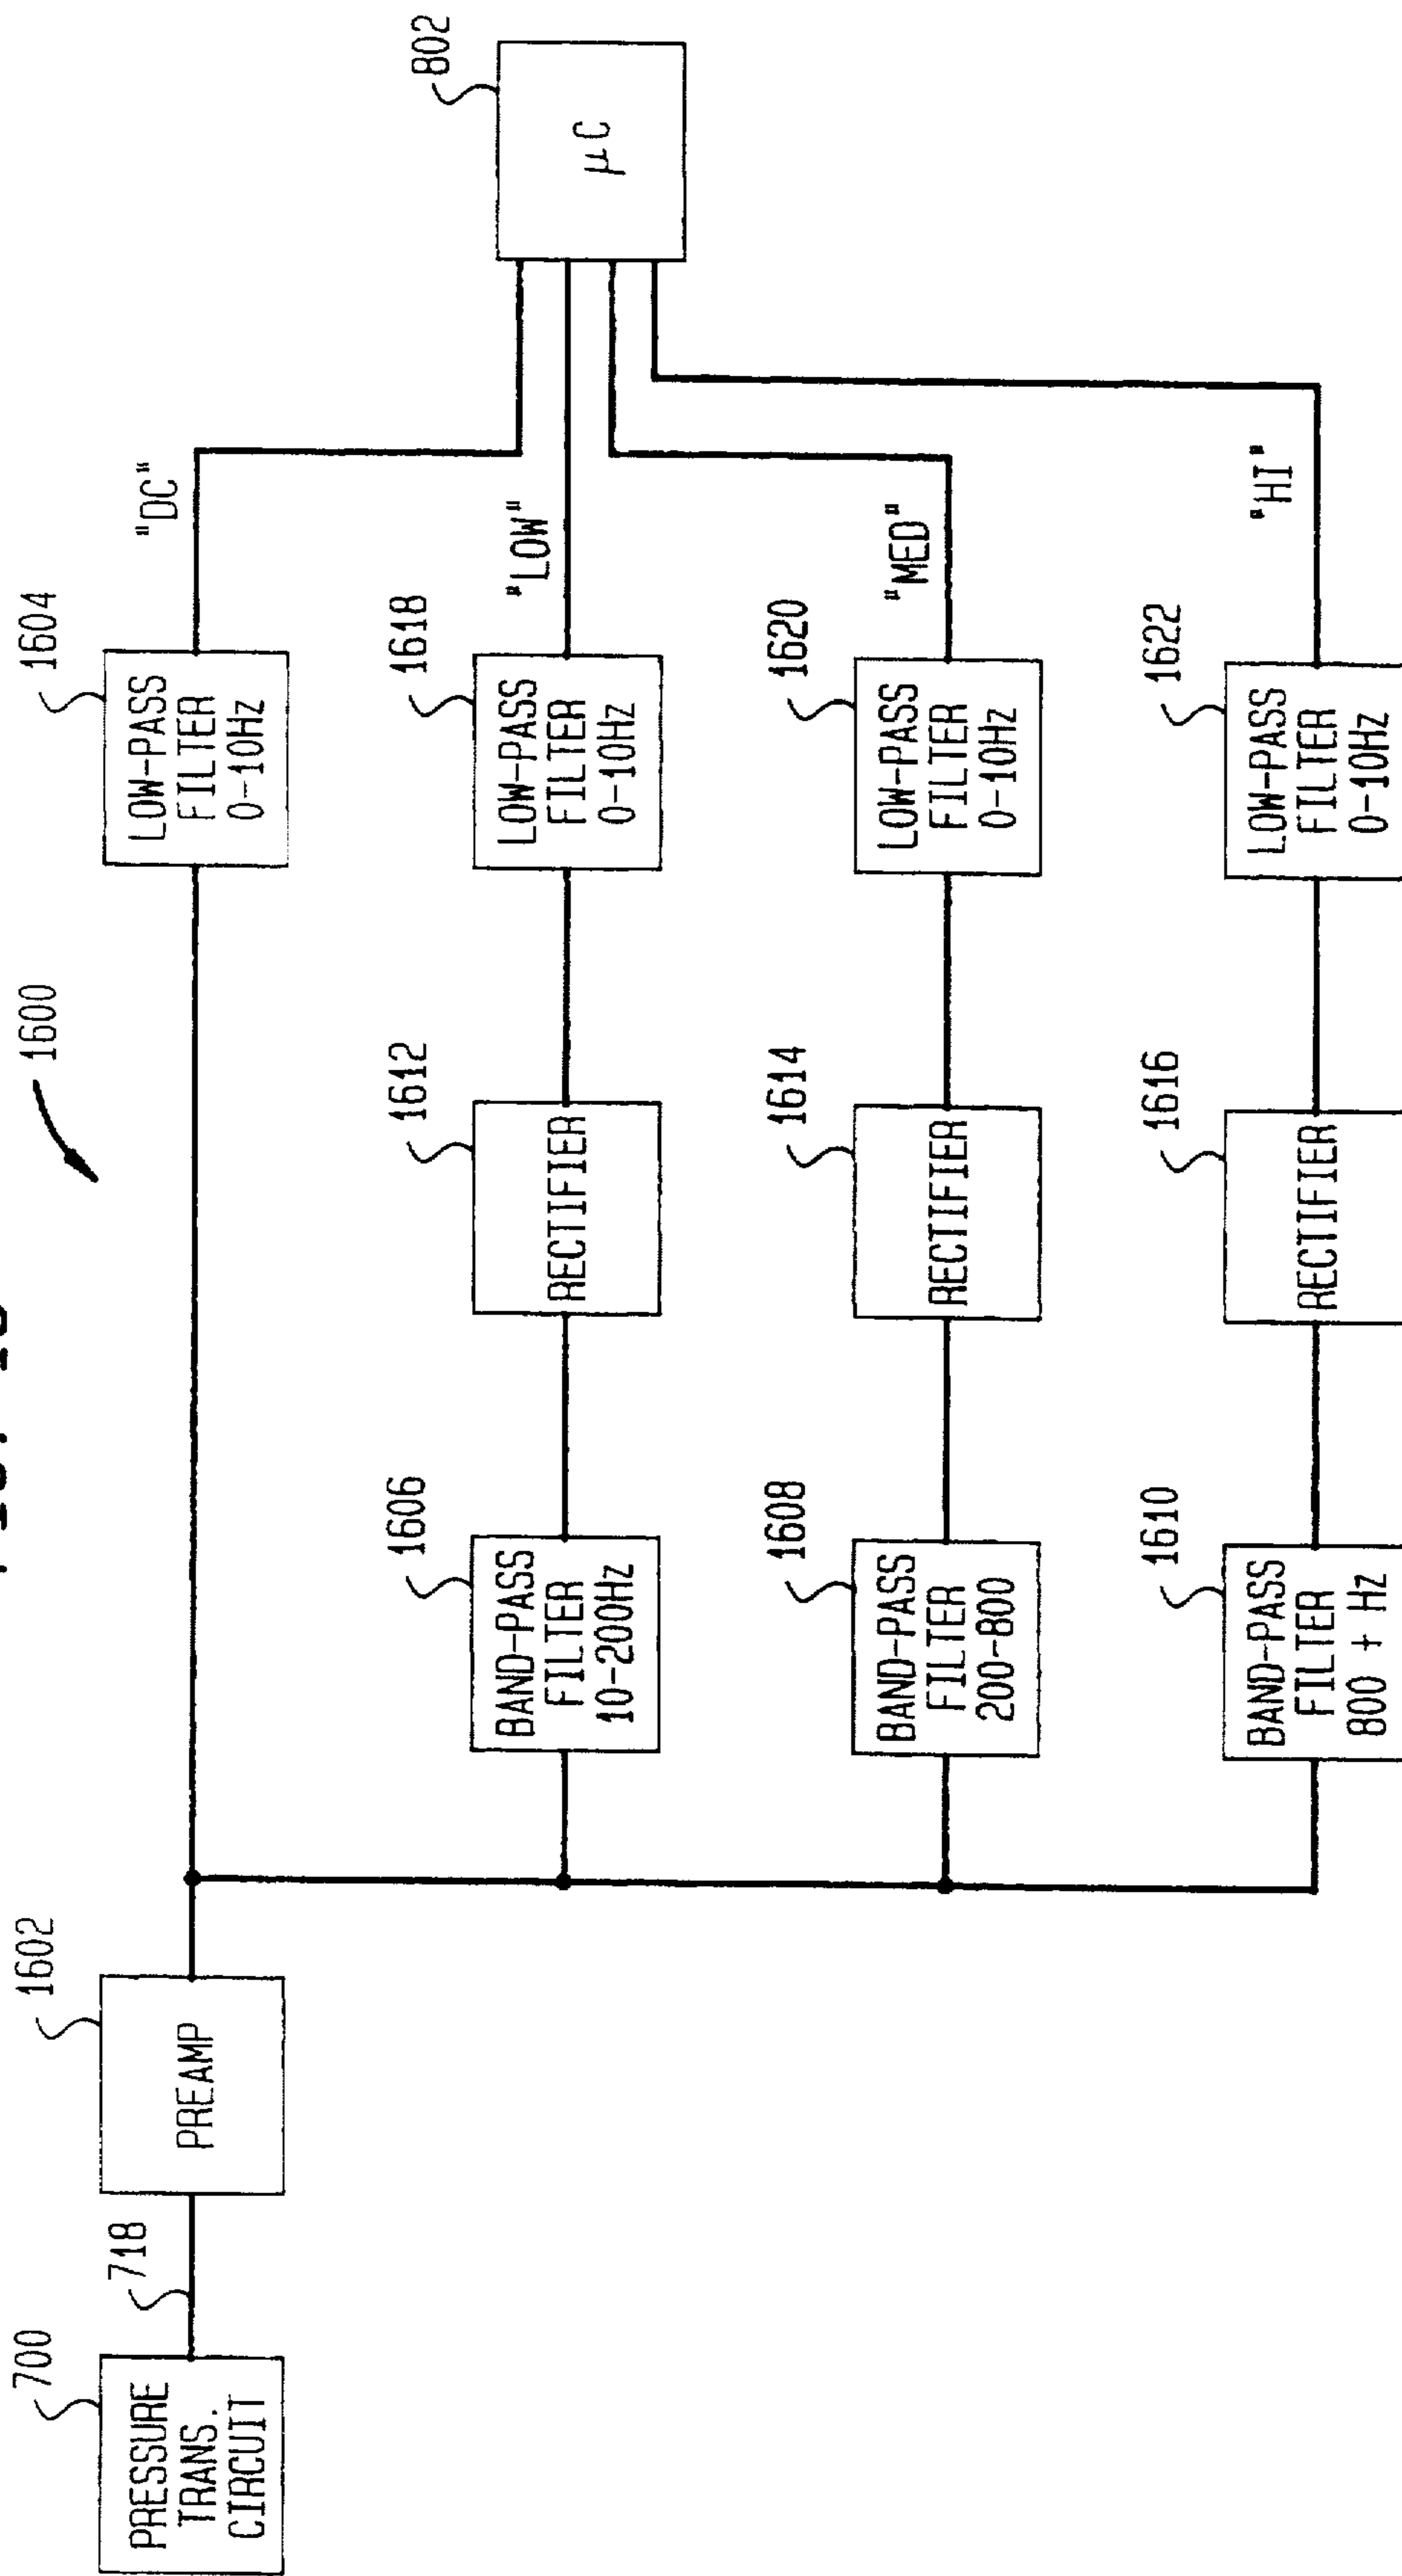 1600
700
PRESSURE
TRANS.
CIRCUIT
718
1602
PREAMP
1604
LOW-PASS
FILTER
0-10Hz
"DC"
802
μC
1606
BAND-PASS
FILTER
10-200Hz
1612
RECTIFIER
1618
LOW-PASS
FILTER
0-10Hz
"LOW"
1608
BAND-PASS
FILTER
200-800
1614
RECTIFIER
1620
LOW-PASS
FILTER
0-10Hz
"MED"
1610
BAND-PASS
FILTER
800 + Hz
1616
RECTIFIER
1622
LOW-PASS
FILTER
0-10Hz
"HI"